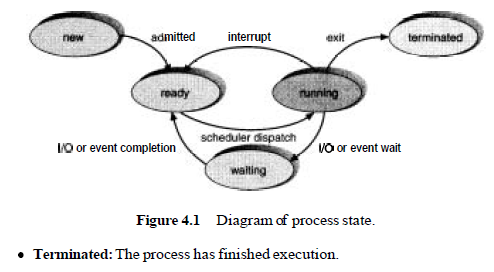 new
admitted
interrupt
exit
terminated
ready
running
scheduler dispatch
I/O or event completion
I/O or event wait
waiting
Figure 4.1 Diagram of process state.
• Terminated: The process has finished execution.